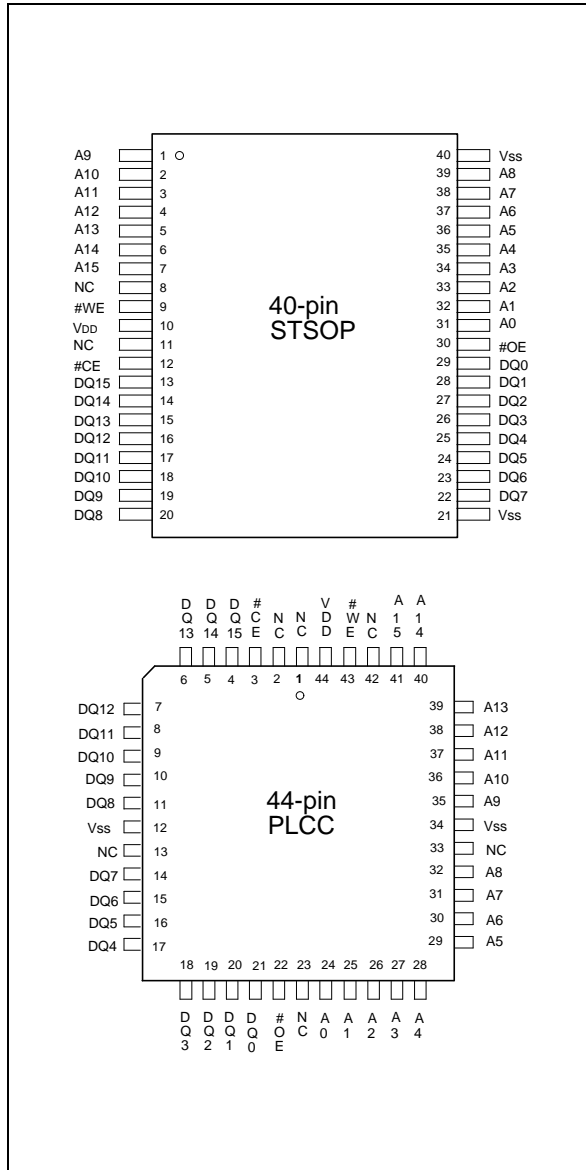 A9 1 40 Vss
A10 2 39 A8
A11 3 38 A7
A12 4 37 A6
A13 5 36 A5
A14 6 35 A4
A15 7 34 A3
NC 8 33 A2
#WE 9 32 A1
VDD 10 31 A0
NC 11 30 #OE
#CE 12 29 DQ0
DQ15 13 28 DQ1
DQ14 14 27 DQ2
DQ13 15 26 DQ3
DQ12 16 25 DQ4
DQ11 17 24 DQ5
DQ10 18 23 DQ6
DQ9 19 22 DQ7
DQ8 20 21 Vss
40-pin
STSOP
DQ13 DQ14 DQ15 #CE NC NC VDD #WE NC A15 A14
6 5 4 3 2 1 44 43 42 41 40
DQ12 7 39 A13
DQ11 8 38 A12
DQ10 9 37 A11
DQ9 10 36 A10
DQ8 11 35 A9
Vss 12 34 Vss
NC 13 33 NC
DQ7 14 32 A8
DQ6 15 31 A7
DQ5 16 30 A6
DQ4 17 29 A5
44-pin
PLCC
18 19 20 21 22 23 24 25 26 27 28
DQ3 DQ2 DQ1 DQ0 #OE NC A0 A1 A2 A3 A4